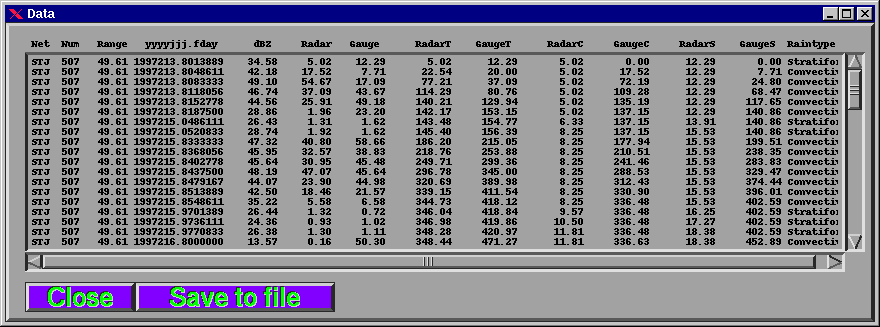 Data
Net Num Range yyyyjjj.fday dBZ Radar Gauge RadarT GaugeT RadarC GaugeC RadarS GaugeS Raintype
STJ 507 49.61 1997213.8013889 34.58 5.02 12.29 5.02 12.29 5.02 0.00 12.29 0.00 Stratifo
STJ 507 49.61 1997213.8048611 42.18 17.52 7.71 22.54 20.00 5.02 17.52 12.29 7.71 Convectiv
STJ 507 49.61 1997213.8083333 49.10 54.67 17.09 77.21 37.09 5.02 72.19 12.29 24.80 Convectiv
STJ 507 49.61 1997213.8118056 46.74 37.09 43.67 114.29 80.76 5.02 109.28 12.29 68.47 Convectiv
STJ 507 49.61 1997213.8152778 44.56 25.91 49.18 140.21 129.94 5.02 135.19 12.29 117.65 Convectiv
STJ 507 49.61 1997213.8187500 28.86 1.96 23.20 142.17 153.15 5.02 137.15 12.29 140.86 Convectiv
STJ 507 49.61 1997215.0486111 26.43 1.31 1.62 143.48 154.77 6.33 137.15 13.91 140.86 Stratifo
STJ 507 49.61 1997215.0520833 28.74 1.92 1.62 145.40 156.39 8.25 137.15 15.53 140.86 Stratifo
STJ 507 49.61 1997215.8333333 47.32 40.80 58.66 186.20 215.05 8.25 177.94 15.53 199.51 Convectiv
STJ 507 49.61 1997215.8368056 45.95 32.57 38.83 218.76 253.88 8.25 210.51 15.53 238.35 Convectiv
STJ 507 49.61 1997215.8402778 45.64 30.95 45.48 249.71 299.36 8.25 241.46 15.53 283.83 Convectiv
STJ 507 49.61 1997215.8437500 48.19 47.07 45.64 296.78 345.00 8.25 288.53 15.53 329.47 Convectiv
STJ 507 49.61 1997215.8479167 44.07 23.90 44.98 320.69 389.98 8.25 312.43 15.53 374.44 Convectiv
STJ 507 49.61 1997215.8513889 42.50 18.46 21.57 339.15 411.54 8.25 330.90 15.53 396.01 Convectiv
STJ 507 49.61 1997215.8548611 35.22 5.58 6.58 344.73 418.12 8.25 336.48 15.53 402.59 Convectiv
STJ 507 49.61 1997215.9701389 26.44 1.32 0.72 346.04 418.84 9.57 336.48 16.25 402.59 Stratifo
STJ 507 49.61 1997215.9736111 24.36 0.93 1.02 346.98 419.86 10.50 336.48 17.27 402.59 Stratifo
STJ 507 49.61 1997215.9770833 26.38 1.30 1.11 348.28 420.97 11.81 336.48 18.38 402.59 Stratifo
STJ 507 49.61 1997216.8000000 13.57 0.16 50.30 348.44 471.27 11.81 336.63 18.38 452.89 Convectiv
Close Save to file